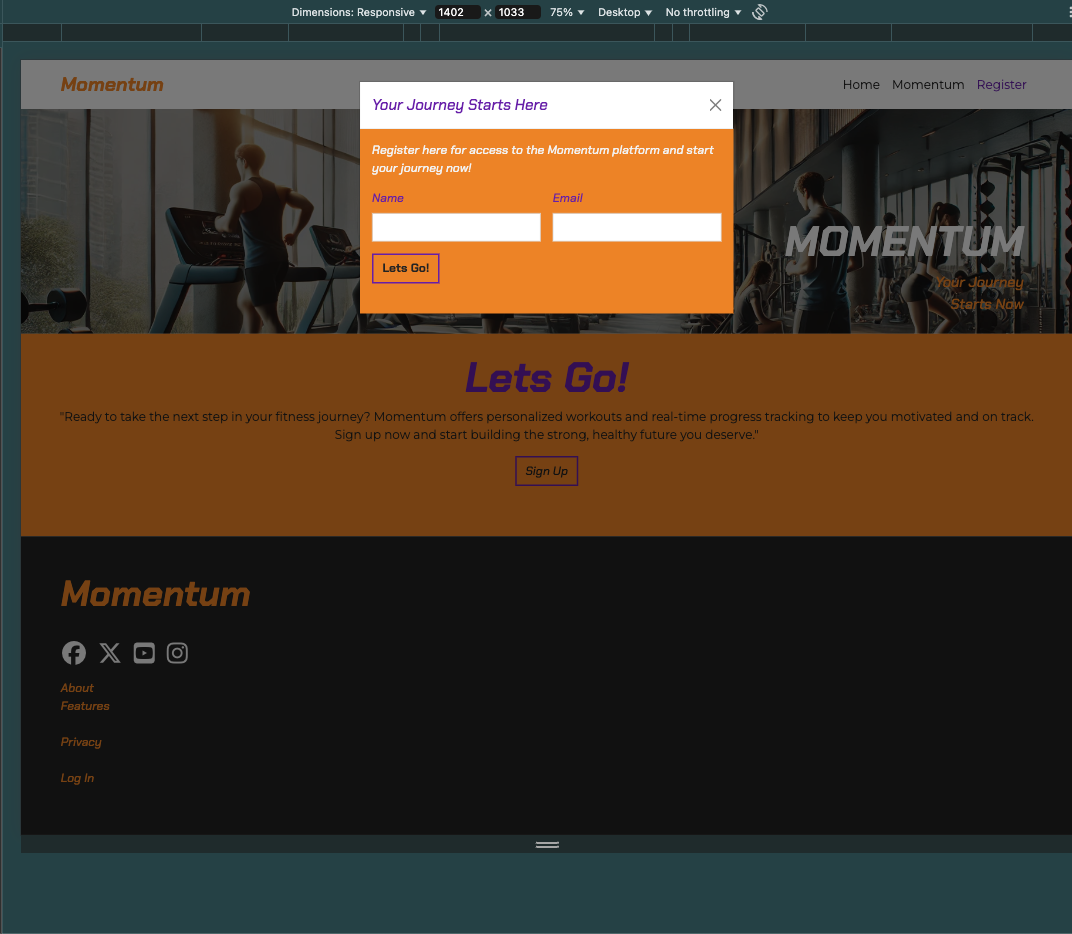 Dimensions: Responsive 1402 × 1033 75% Desktop No throttling
Momentum
Home Momentum Register
Your Journey Starts Here
Register here for access to the Momentum platform and start
your journey now!
Name Email
Lets Go!
MOMENTUM
Your Journey
Starts Now
Lets Go!
"Ready to take the next step in your fitness journey? Momentum offers personalized workouts and real-time progress tracking to keep you motivated and on track.
Sign up now and start building the strong, healthy future you deserve."
Sign Up
Momentum
About
Features
Privacy
Log In